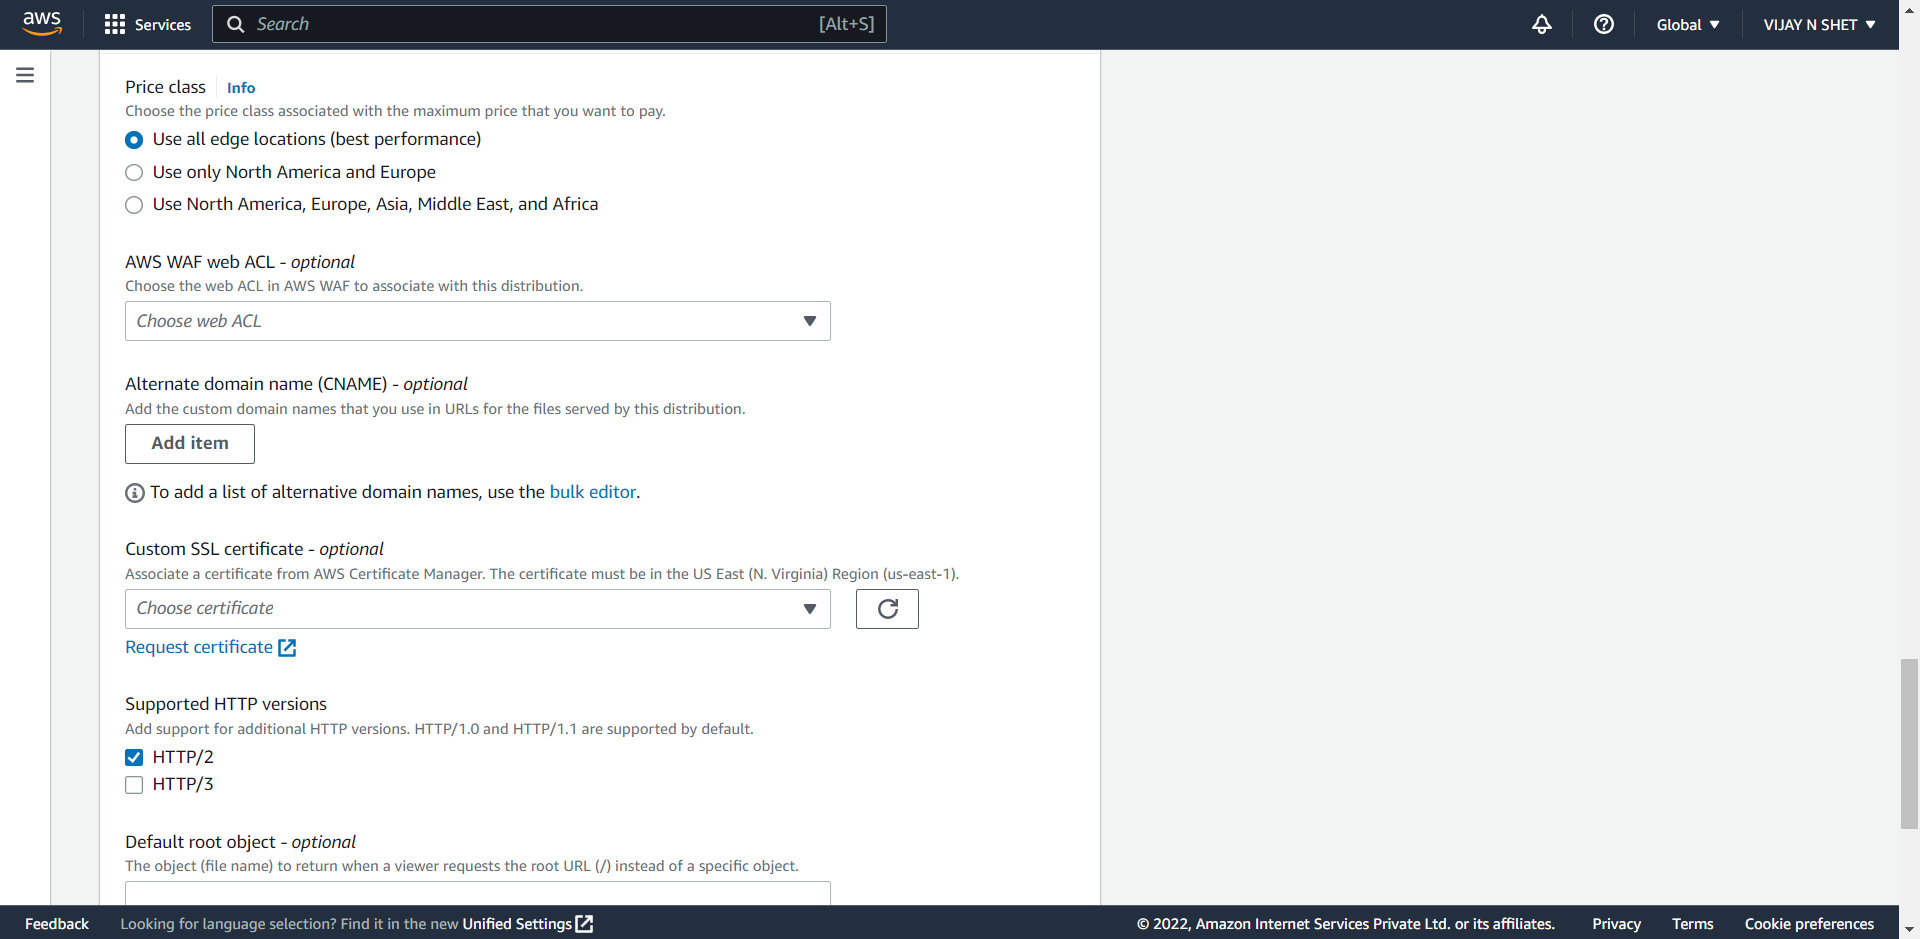 aws Services Search [Alt+S] Global VIJAY N SHET
Price class Info
Choose the price class associated with the maximum price that you want to pay.
Use all edge locations (best performance)
Use only North America and Europe
Use North America, Europe, Asia, Middle East, and Africa
AWS WAF web ACL - optional
Choose the web ACL in AWS WAF to associate with this distribution.
Choose web ACL
Alternate domain name (CNAME) - optional
Add the custom domain names that you use in URLs for the files served by this distribution.
Add item
To add a list of alternative domain names, use the bulk editor.
Custom SSL certificate - optional
Associate a certificate from AWS Certificate Manager. The certificate must be in the US East (N. Virginia) Region (us-east-1).
Choose certificate
Request certificate
Supported HTTP versions
Add support for additional HTTP versions. HTTP/1.0 and HTTP/1.1 are supported by default.
HTTP/2
HTTP/3
Default root object - optional
The object (file name) to return when a viewer requests the root URL (/) instead of a specific object.
Feedback Looking for language selection? Find it in the new Unified Settings © 2022, Amazon Internet Services Private Ltd. or its affiliates. Privacy Terms Cookie preferences